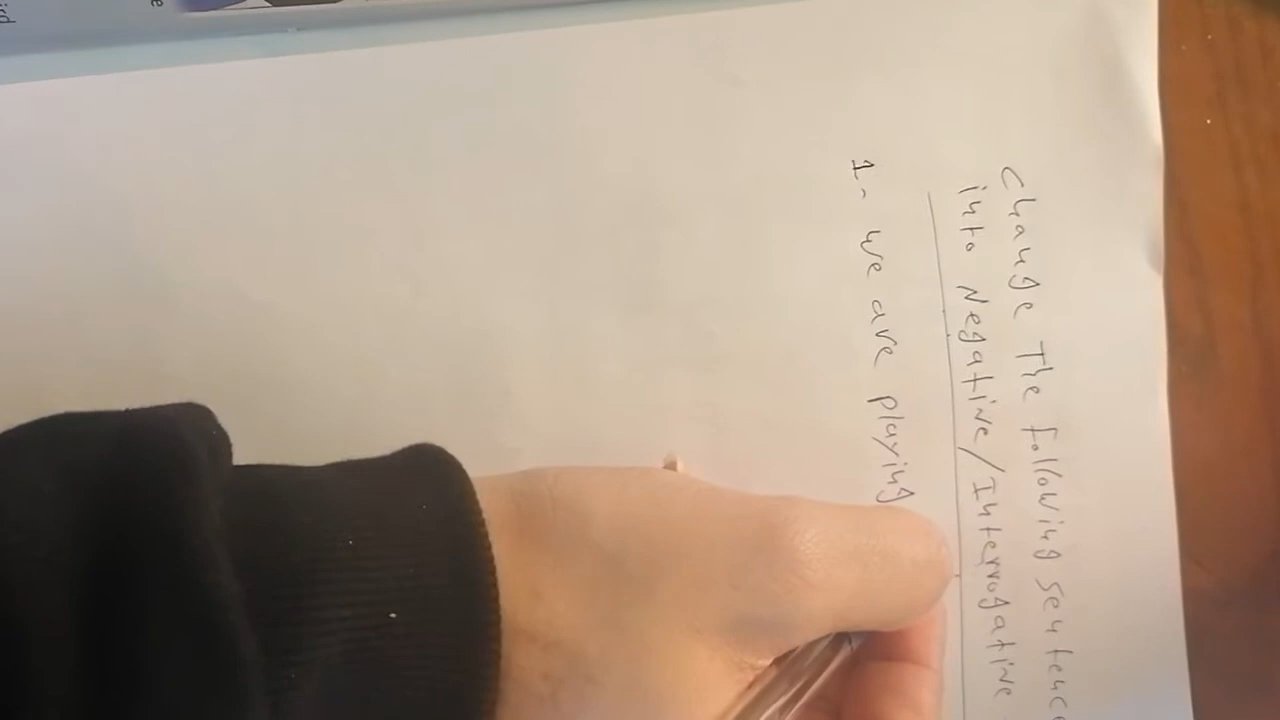 Change The following sentence
into Negative/Interrogative
1- we are playing